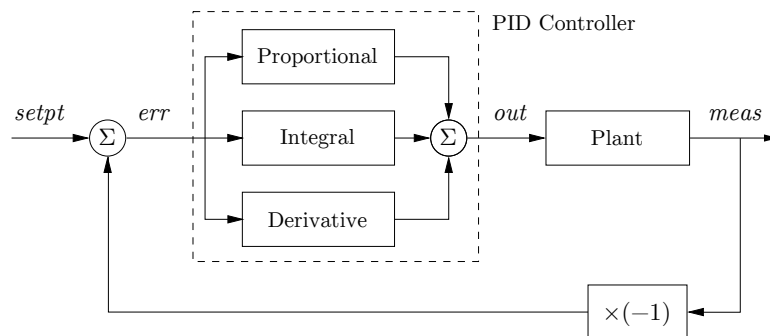 PID Controller
Proportional
setpt
Σ
err
Integral
Σ
out
Plant
meas
Derivative
×(−1)